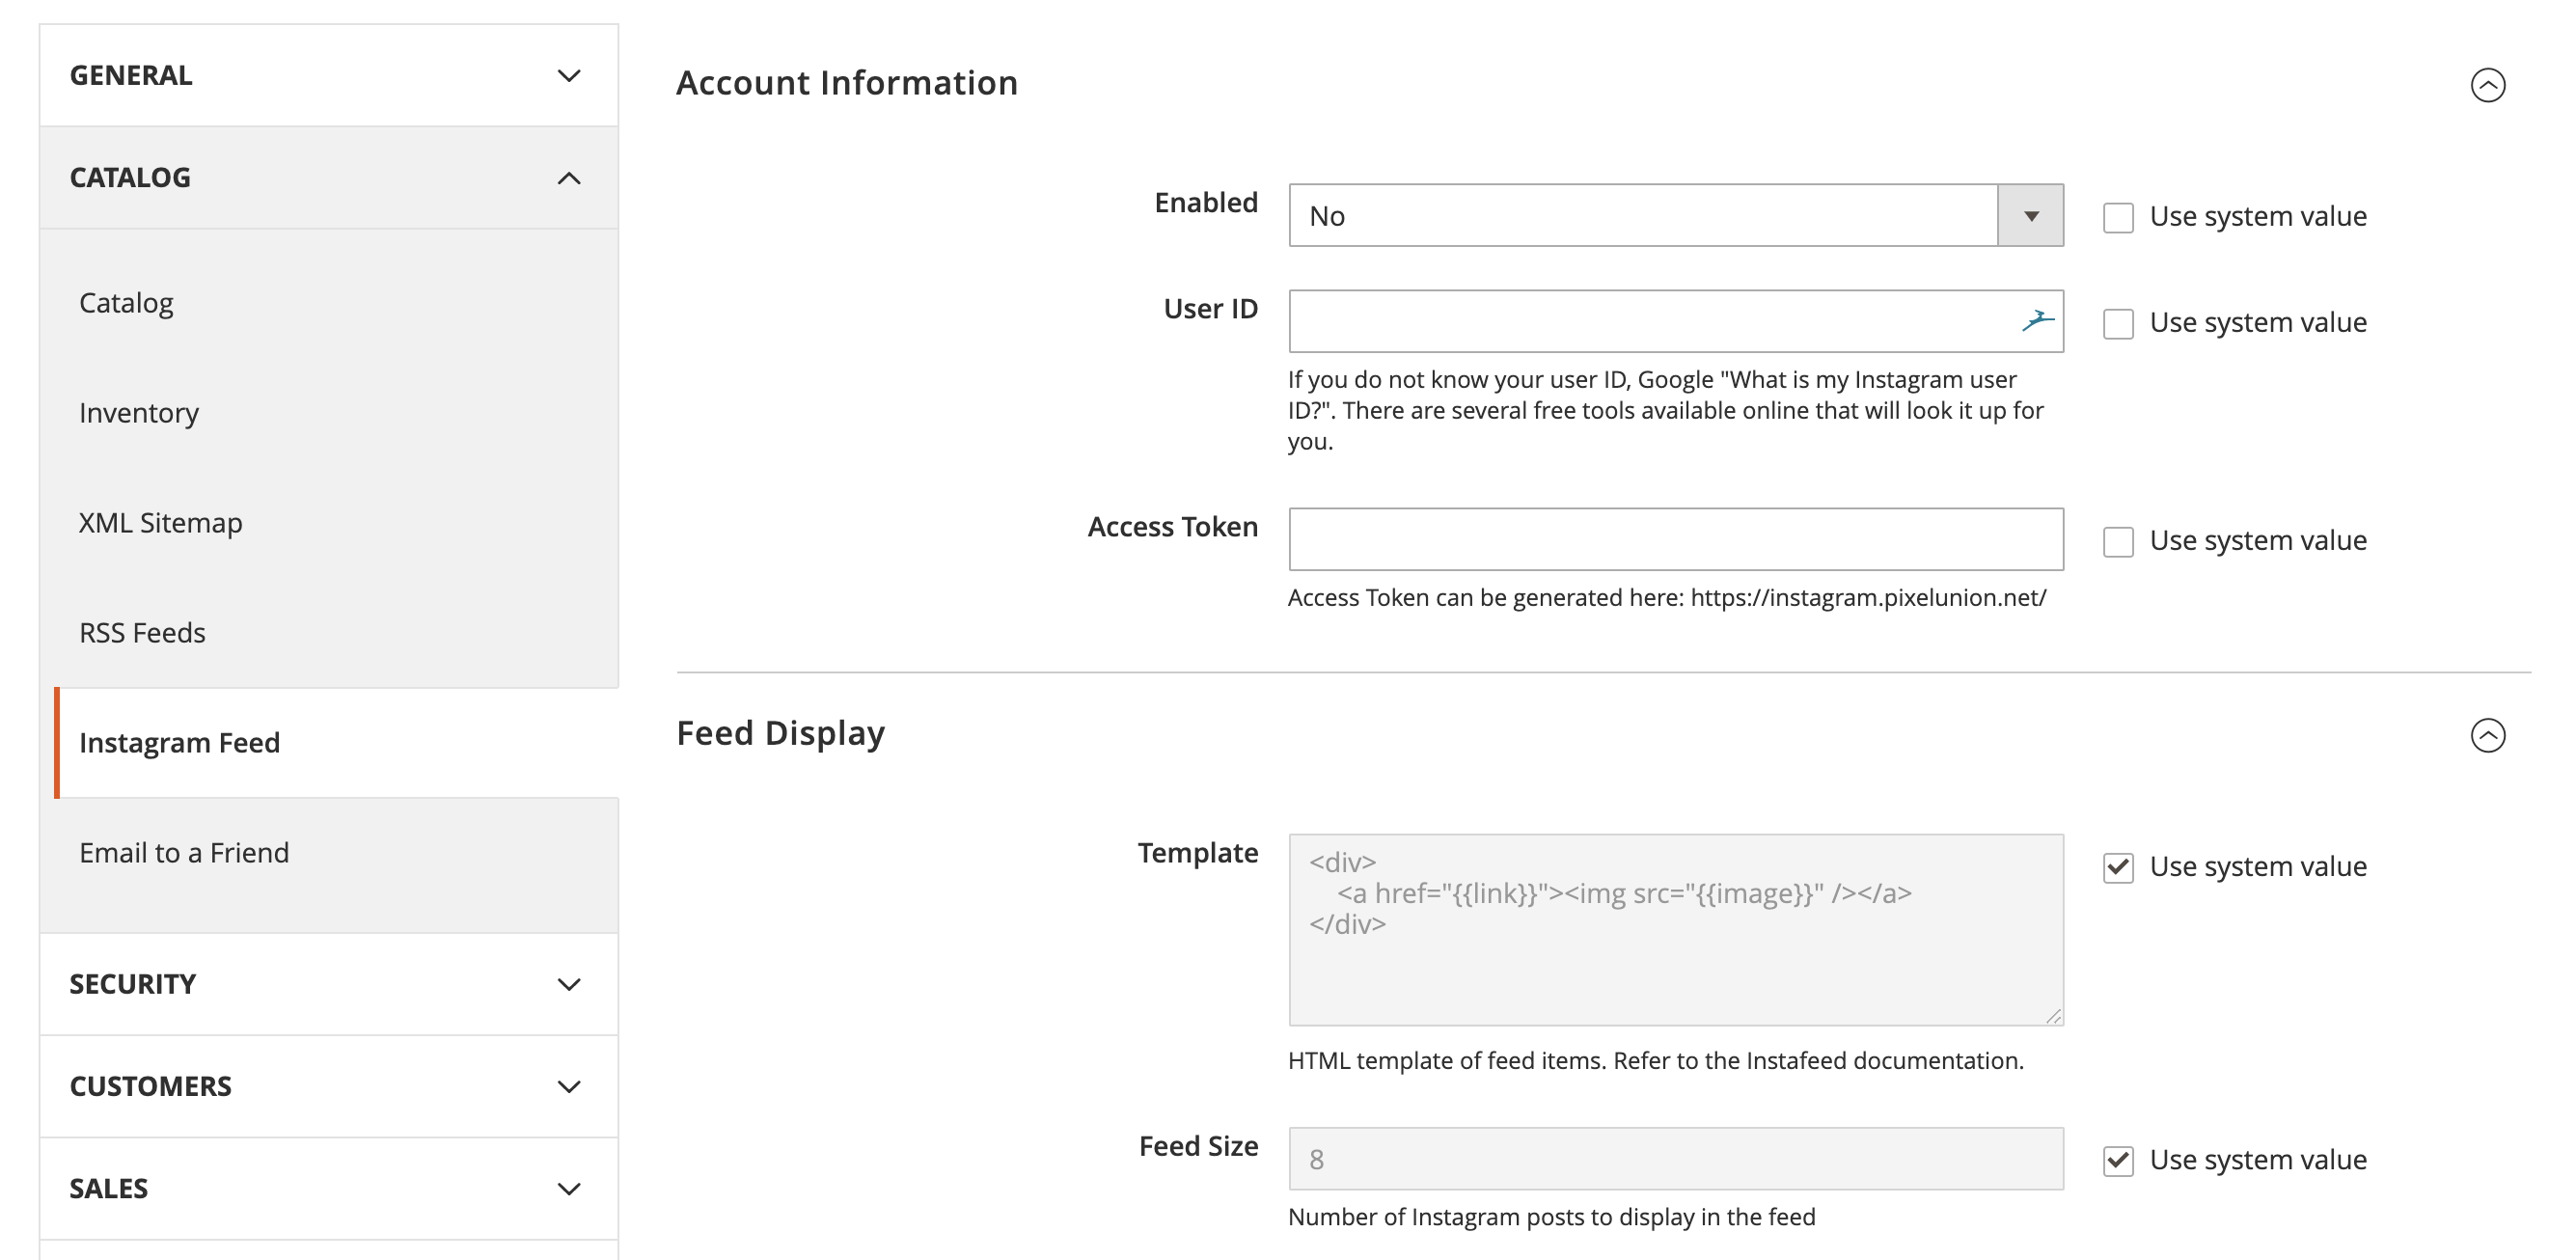 GENERAL
CATALOG
Catalog
Inventory
XML Sitemap
RSS Feeds
Instagram Feed
Email to a Friend
SECURITY
CUSTOMERS
SALES
Account Information
Enabled
No
Use system value
User ID
Use system value
If you do not know your user ID, Google "What is my Instagram user
ID?". There are several free tools available online that will look it up for
you.
Access Token
Use system value
Access Token can be generated here: https://instagram.pixelunion.net/
Feed Display
Template
<div>
<a href="{{link}}"><img src="{{image}}" /></a>
</div>
Use system value
HTML template of feed items. Refer to the Instafeed documentation.
Feed Size
8
Use system value
Number of Instagram posts to display in the feed